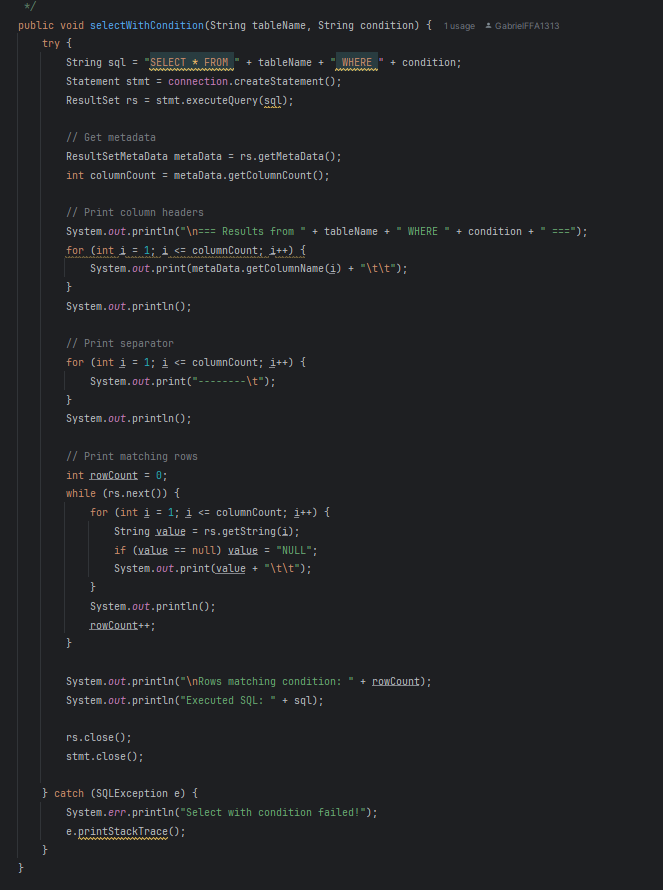 */
public void selectWithCondition(String tableName, String condition) { 1 usage GabrielFFA1313
try {
String sql = "SELECT * FROM " + tableName + " WHERE " + condition;
Statement stmt = connection.createStatement();
ResultSet rs = stmt.executeQuery(sql);
// Get metadata
ResultSetMetaData metaData = rs.getMetaData();
int columnCount = metaData.getColumnCount();
// Print column headers
System.out.println("\n=== Results from " + tableName + " WHERE " + condition + " ===");
for (int i = 1; i <= columnCount; i++) {
System.out.print(metaData.getColumnName(i) + "\t\t");
}
System.out.println();
// Print separator
for (int i = 1; i <= columnCount; i++) {
System.out.print("--------\t");
}
System.out.println();
// Print matching rows
int rowCount = 0;
while (rs.next()) {
for (int i = 1; i <= columnCount; i++) {
String value = rs.getString(i);
if (value == null) value = "NULL";
System.out.print(value + "\t\t");
}
System.out.println();
rowCount++;
}
System.out.println("\nRows matching condition: " + rowCount);
System.out.println("Executed SQL: " + sql);
rs.close();
stmt.close();
} catch (SQLException e) {
System.err.println("Select with condition failed!");
e.printStackTrace();
}
}